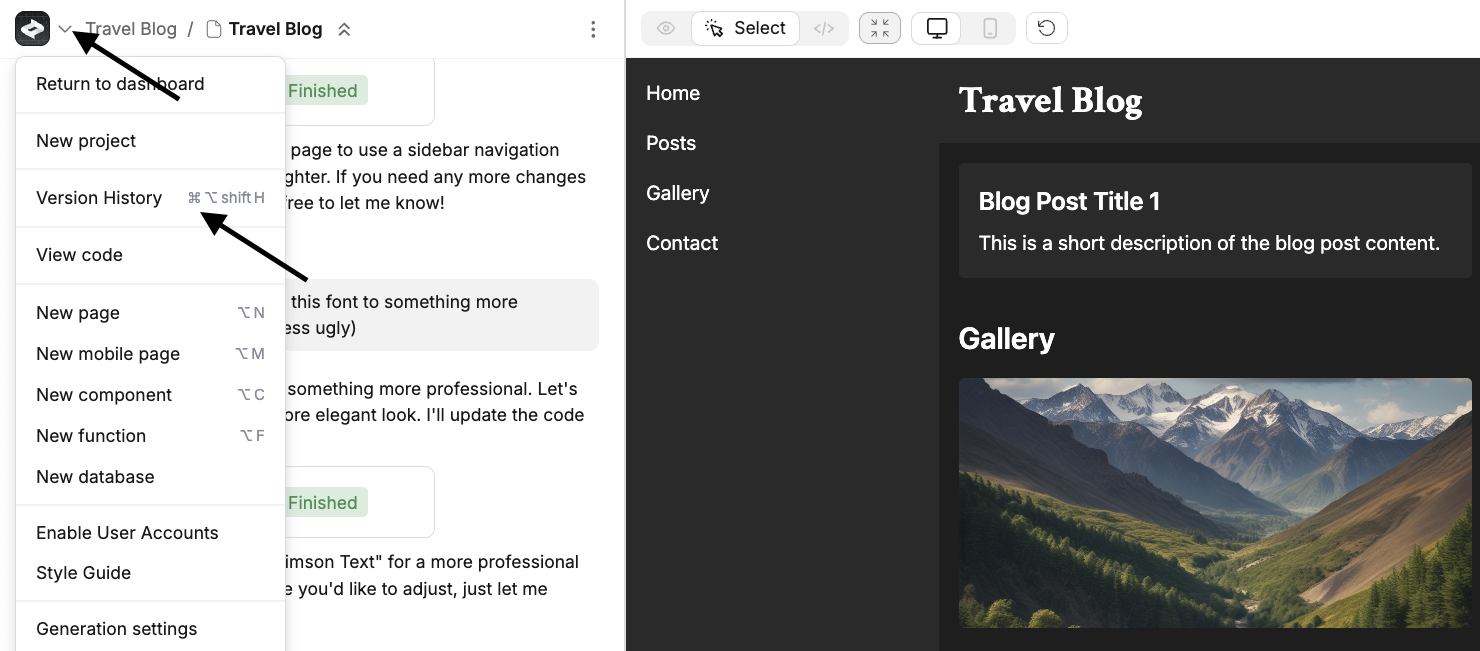 Travel Blog / Travel Blog
Return to dashboard
New project
Version History ⌘ ⌥ shift H
View code
New page ⌥ N
New mobile page ⌥ M
New component ⌥ C
New function ⌥ F
New database
Enable User Accounts
Style Guide
Generation settings
Finished
page to use a sidebar navigation
ghter. If you need any more changes
free to let me know!
this font to something more
ess ugly)
something more professional. Let's
ore elegant look. I'll update the code
Finished
imson Text" for a more professional
e you'd like to adjust, just let me
Select </>
Home
Posts
Gallery
Contact
Travel Blog
Blog Post Title 1
This is a short description of the blog post content.
Gallery